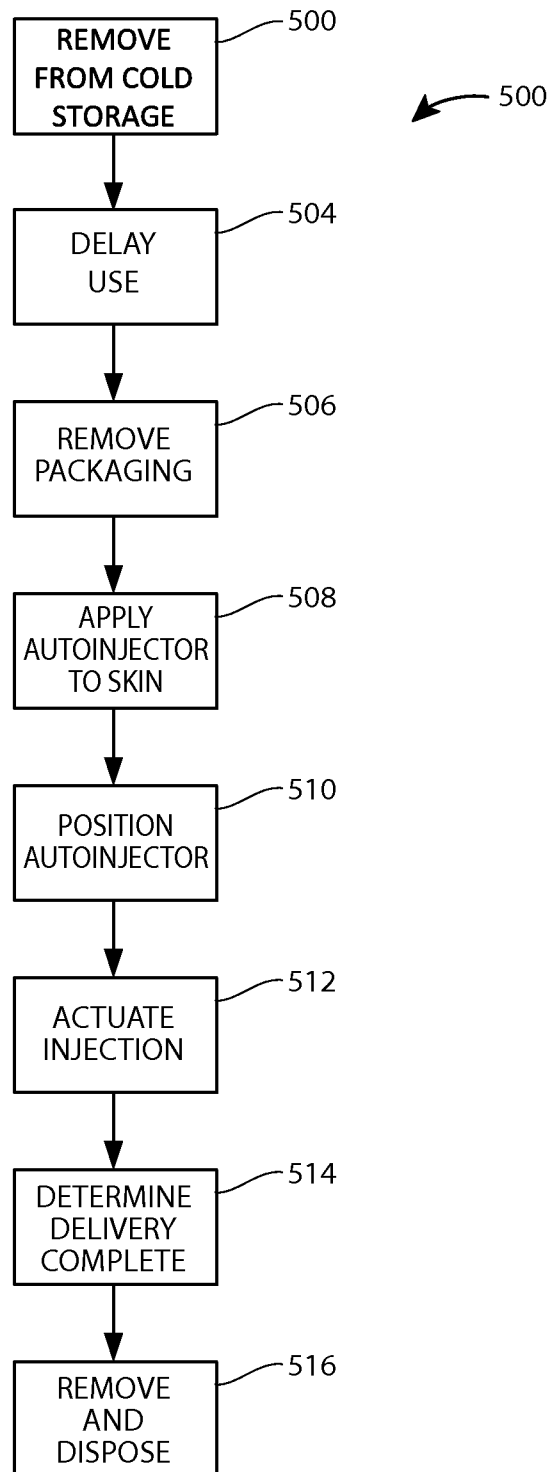 REMOVE
FROM COLD
STORAGE
500
500
DELAY
USE
504
REMOVE
PACKAGING
506
APPLY
AUTOINJECTOR
TO SKIN
508
POSITION
AUTOINJECTOR
510
ACTUATE
INJECTION
512
DETERMINE
DELIVERY
COMPLETE
514
REMOVE
AND
DISPOSE
516